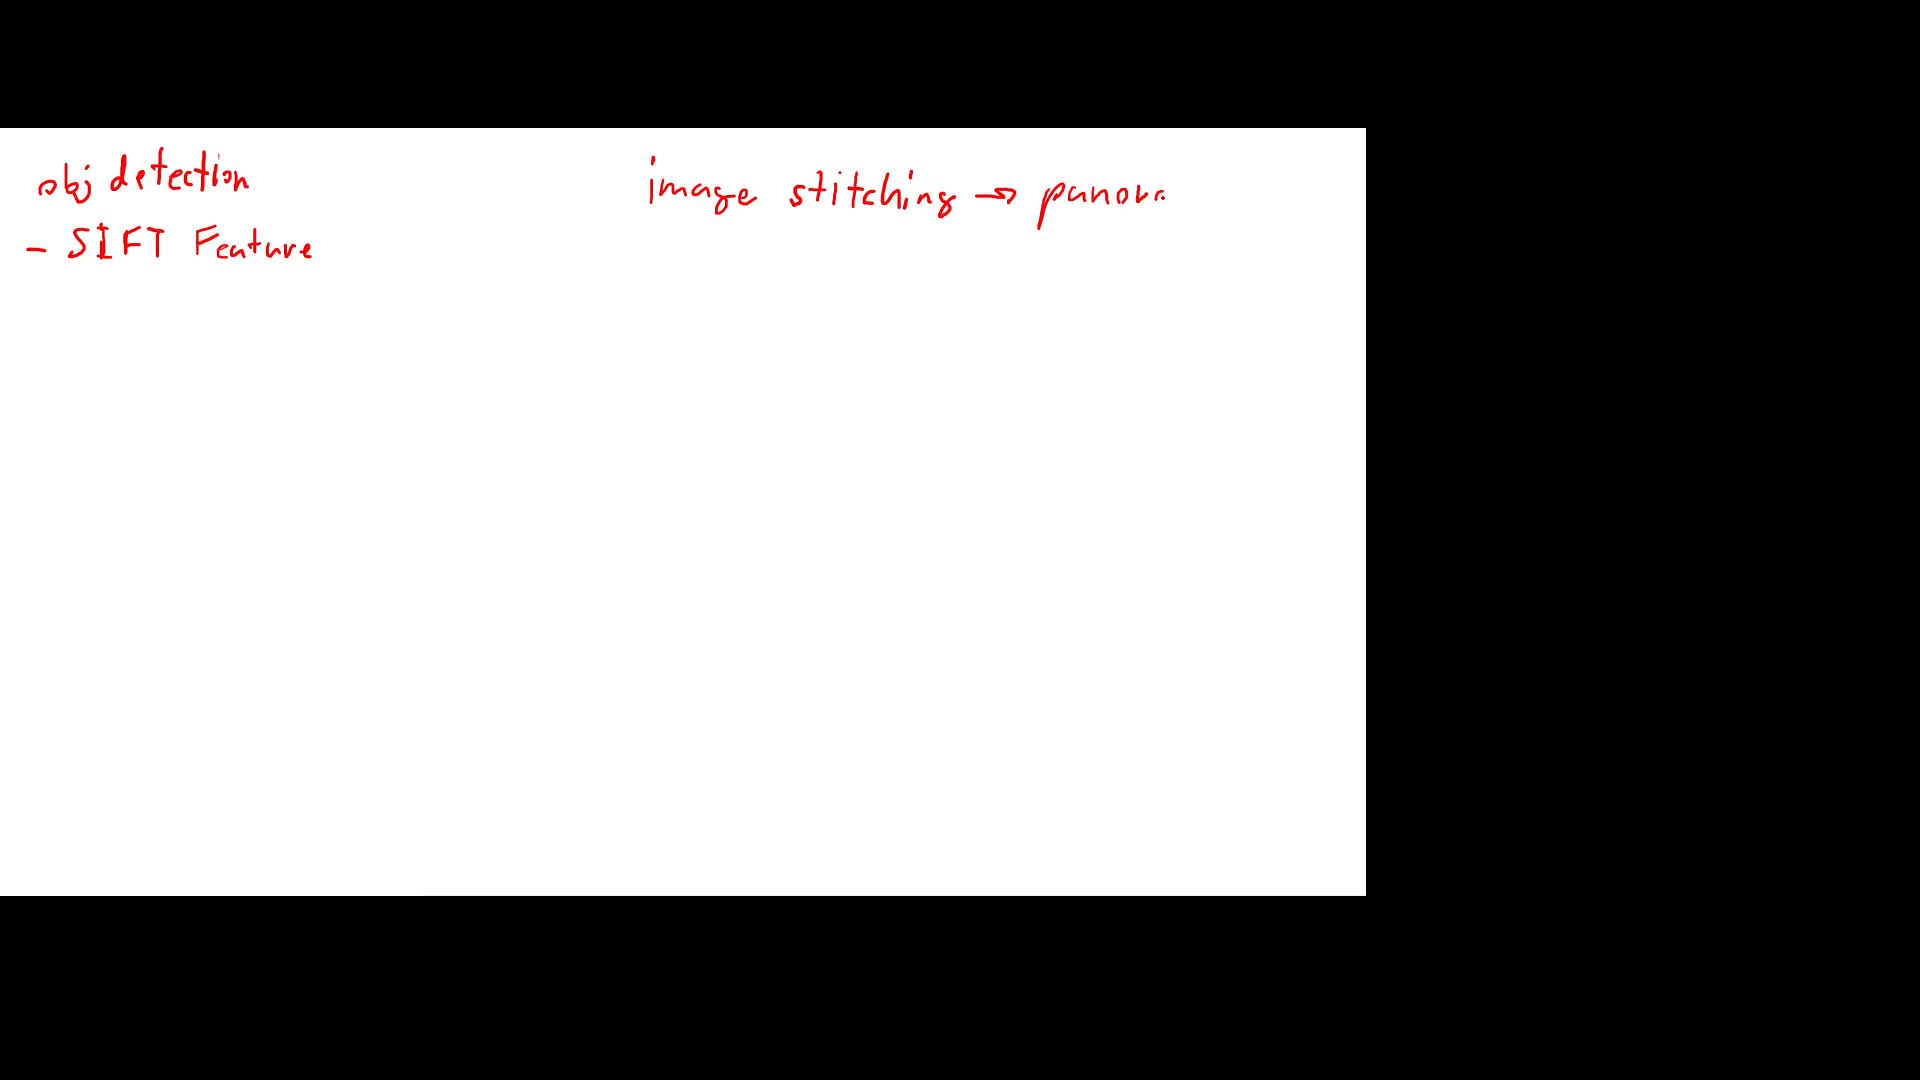 obj detection
- SIFT Feature
image stitching → panora